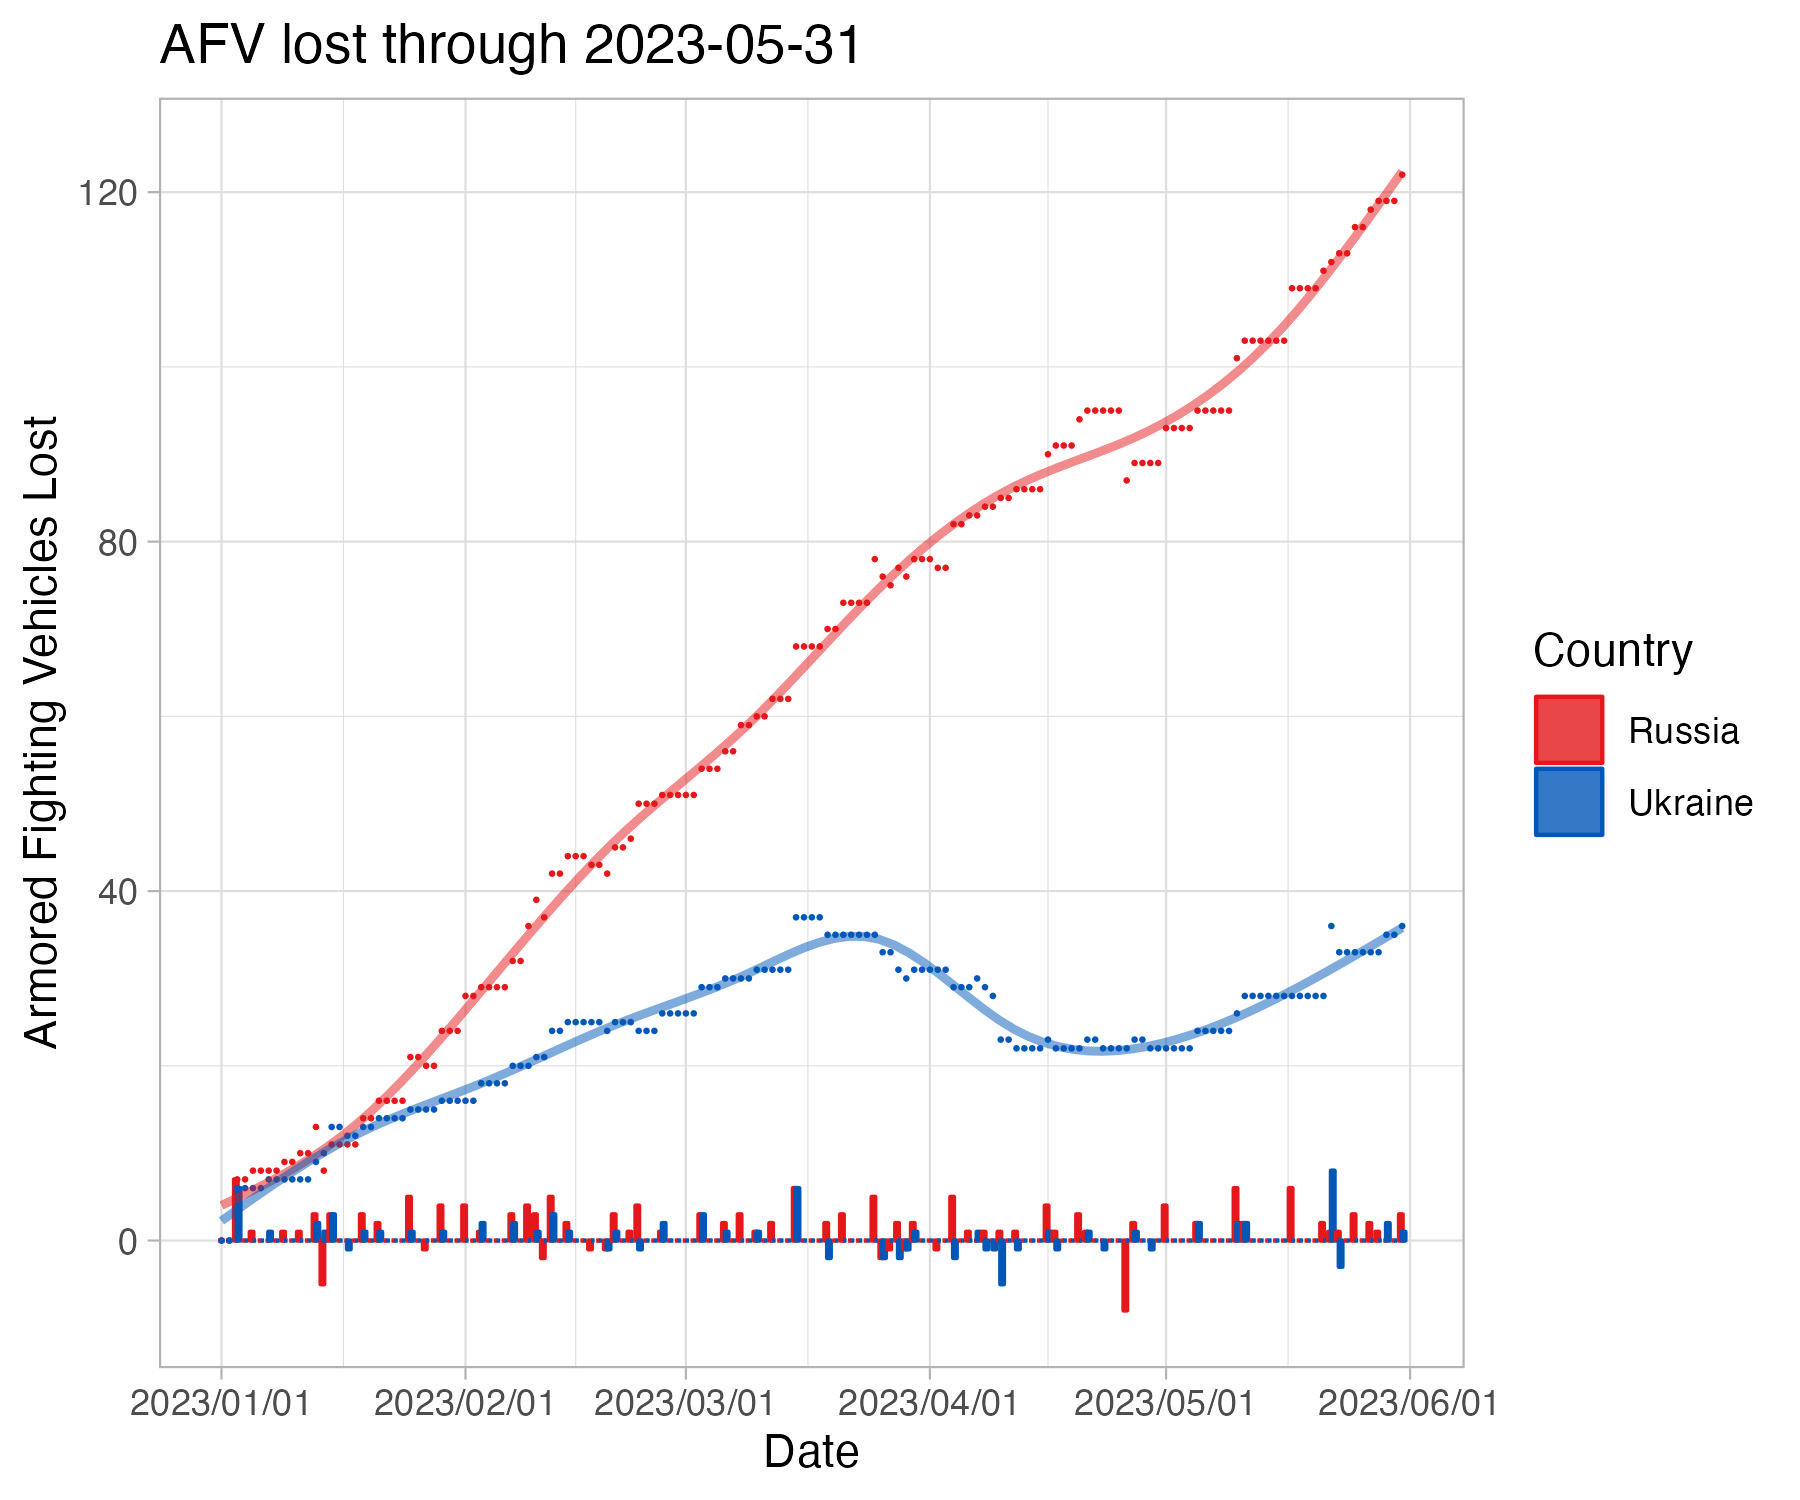 AFV lost through 2023-05-31
Armored Fighting Vehicles Lost
120
80
40
0
2023/01/01 2023/02/01 2023/03/01 2023/04/01 2023/05/01 2023/06/01
Date
Country
Russia
Ukraine